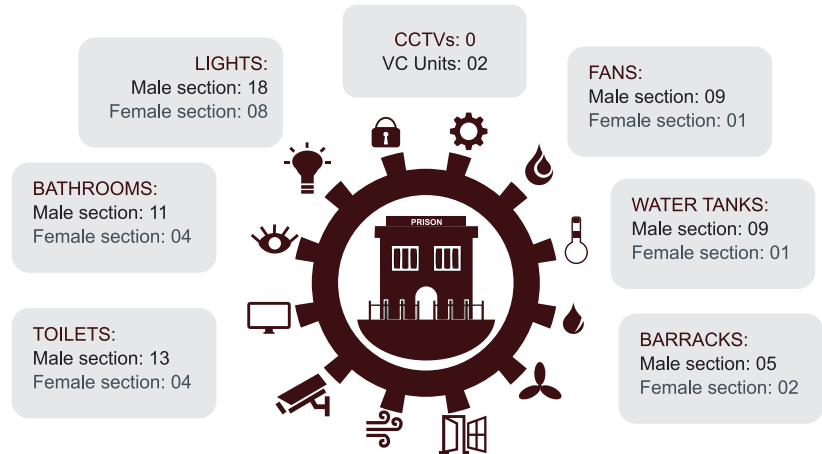 CCTVs: 0
VC Units: 02
LIGHTS:
Male section: 18
Female section: 08
FANS:
Male section: 09
Female section: 01
BATHROOMS:
Male section: 11
Female section: 04
WATER TANKS:
Male section: 09
Female section: 01
PRISON
TOILETS:
Male section: 13
Female section: 04
BARRACKS:
Male section: 05
Female section: 02